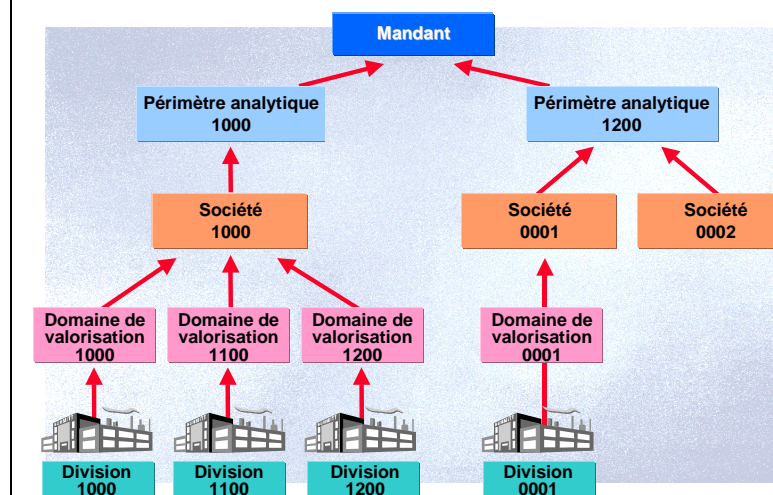 Mandant
Périmètre analytique
1000
Périmètre analytique
1200
Société
1000
Société
0001
Société
0002
Domaine de
valorisation
1000
Domaine de
valorisation
1100
Domaine de
valorisation
1200
Domaine de
valorisation
0001
Division
1000
Division
1100
Division
1200
Division
0001